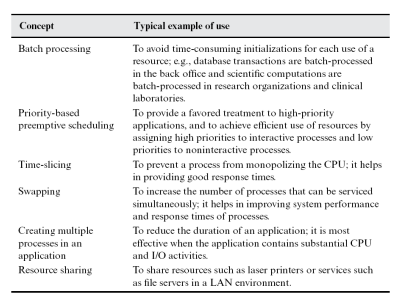 Concept Typical example of use
Batch processing To avoid time-consuming initializations for each use of a
resource; e.g., database transactions are batch-processed
in the back office and scientific computations are
batch-processed in research organizations and clinical
laboratories.
Priority-based To provide a favored treatment to high-priority
preemptive scheduling applications, and to achieve efficient use of resources by
assigning high priorities to interactive processes and low
priorities to noninteractive processes.
Time-slicing To prevent a process from monopolizing the CPU; it helps
in providing good response times.
Swapping To increase the number of processes that can be serviced
simultaneously; it helps in improving system performance
and response times of processes.
Creating multiple To reduce the duration of an application; it is most
processes in an effective when the application contains substantial CPU
application and I/O activities.
Resource sharing To share resources such as laser printers or services such
as file servers in a LAN environment.